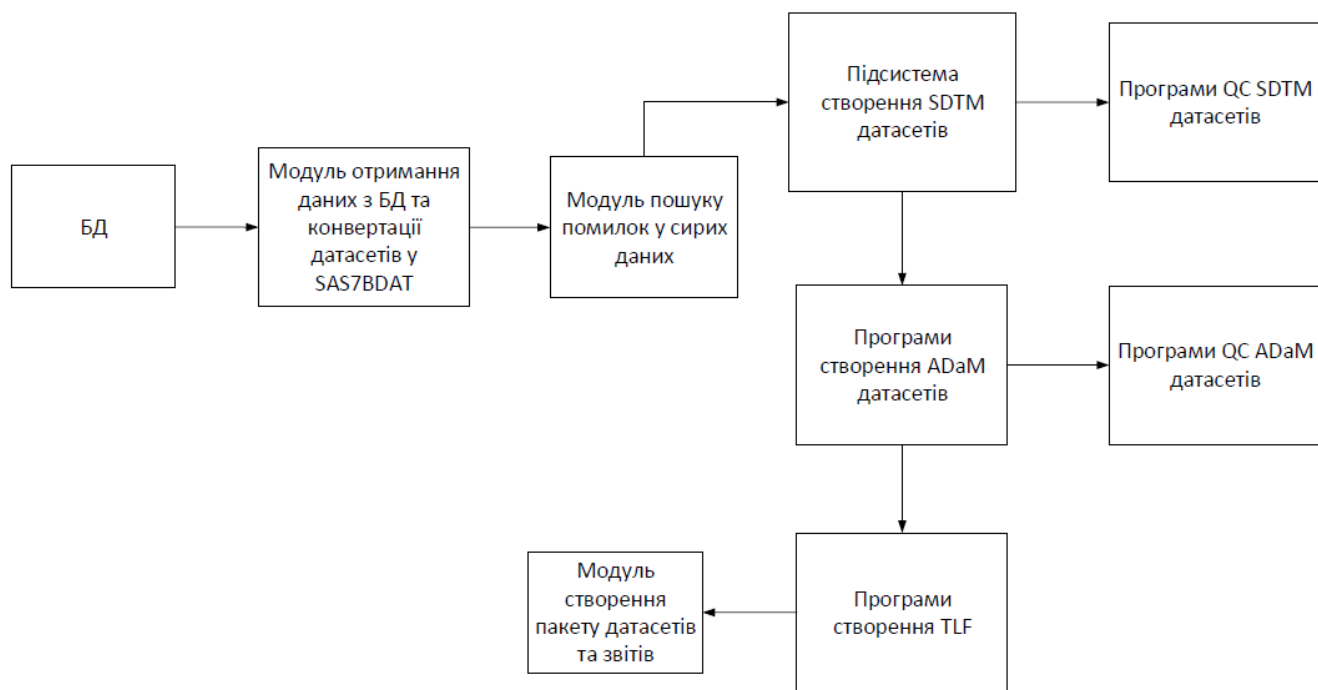 БД
Модуль отримання
даних з БД та
конвертації
датасетів у
SAS7BDAT
Модуль пошуку
помилок у сирих
даних
Підсистема
створення SDTM
датасетів
Програми QC SDTM
датасетів
Програми
створення ADaM
датасетів
Програми QC ADaM
датасетів
Програми
створення TLF
Модуль
створення
пакету датасетів
та звітів